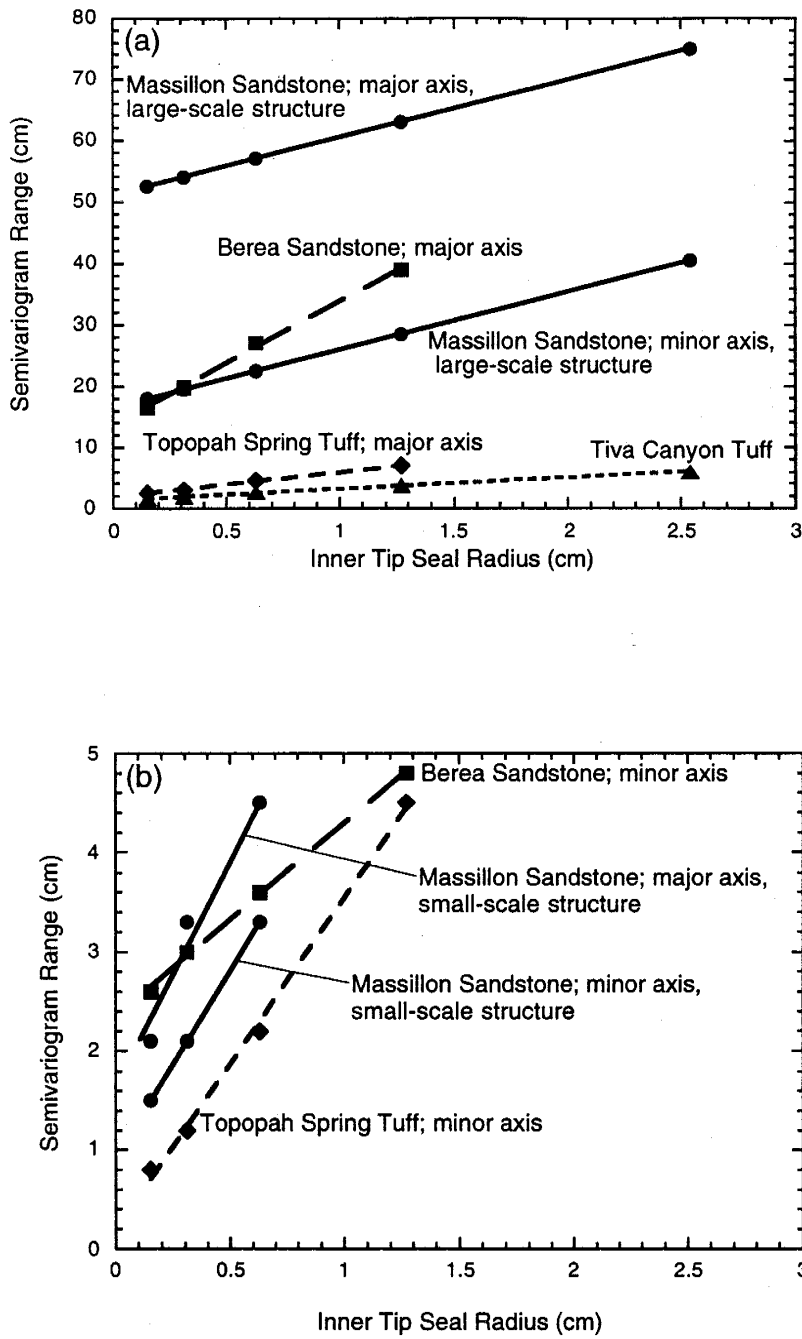 (a)
80
70
60
50
40
30
20
10
0
Semivariogram Range (cm)
Massillon Sandstone; major axis,
large-scale structure
Berea Sandstone; major axis
Massillon Sandstone; minor axis,
large-scale structure
Topopah Spring Tuff; major axis
Tiva Canyon Tuff
0 0.5 1 1.5 2 2.5 3
Inner Tip Seal Radius (cm)
(b)
5
4
3
2
1
0
Semivariogram Range (cm)
Berea Sandstone; minor axis
Massillon Sandstone; major axis,
small-scale structure
Massillon Sandstone; minor axis,
small-scale structure
Topopah Spring Tuff; minor axis
0 0.5 1 1.5 2 2.5 3
Inner Tip Seal Radius (cm)